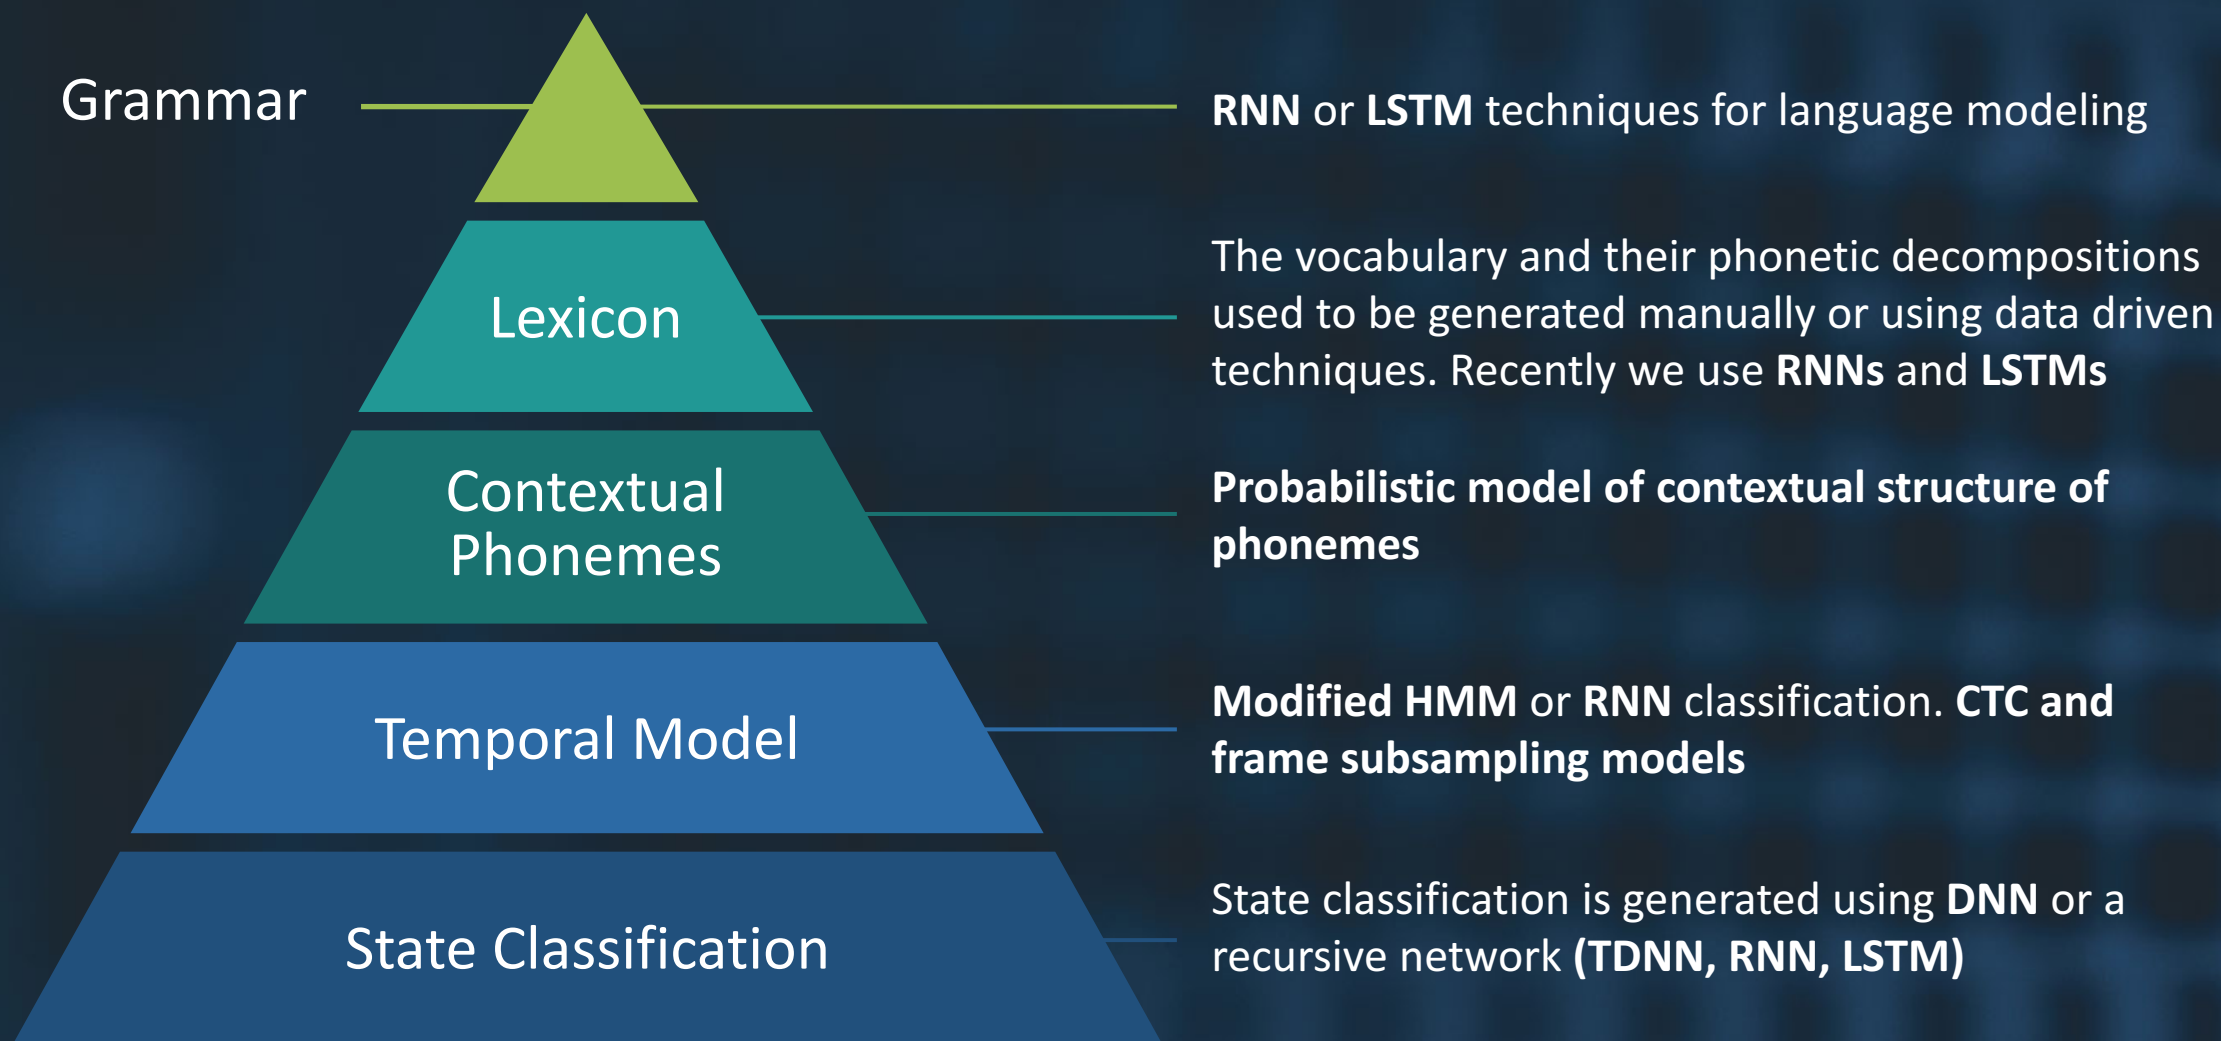 Grammar
RNN or LSTM techniques for language modeling
Lexicon
The vocabulary and their phonetic decompositions
used to be generated manually or using data driven
techniques. Recently we use RNNs and LSTMs
Contextual
Phonemes
Probabilistic model of contextual structure of
phonemes
Temporal Model
Modified HMM or RNN classification. CTC and
frame subsampling models
State Classification
State classification is generated using DNN or a
recursive network (TDNN, RNN, LSTM)